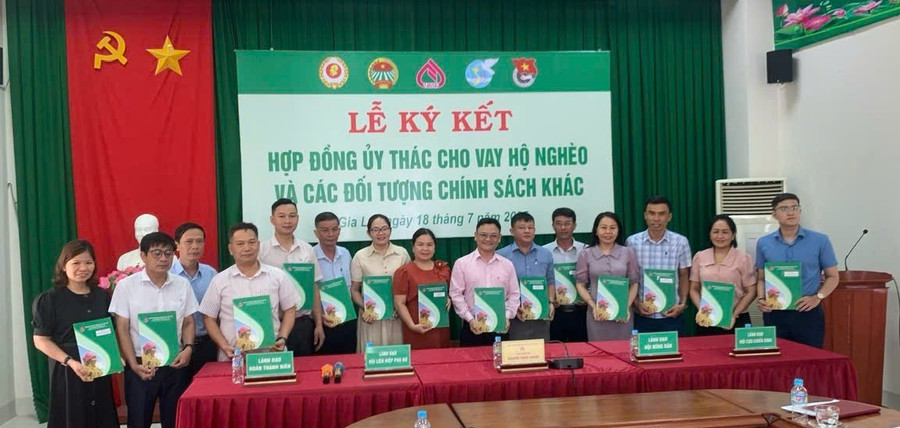 LỄ KÝ KẾT
HỢP ĐỒNG ỦY THÁC CHO VAY HỘ NGHÈO
VÀ CÁC ĐỐI TƯỢNG CHÍNH SÁCH KHÁC
Gia L ngày 18 tháng 7 năm 20
LÃNH ĐẠO
ĐOÀN THANH NIÊN
LÃNH ĐẠO
HỘI LIÊN HIỆP PHỤ NỮ
LÃNH ĐẠO
HỘI NÔNG DÂN
LÃNH ĐẠO
HỘI CỰU CHIẾN BINH